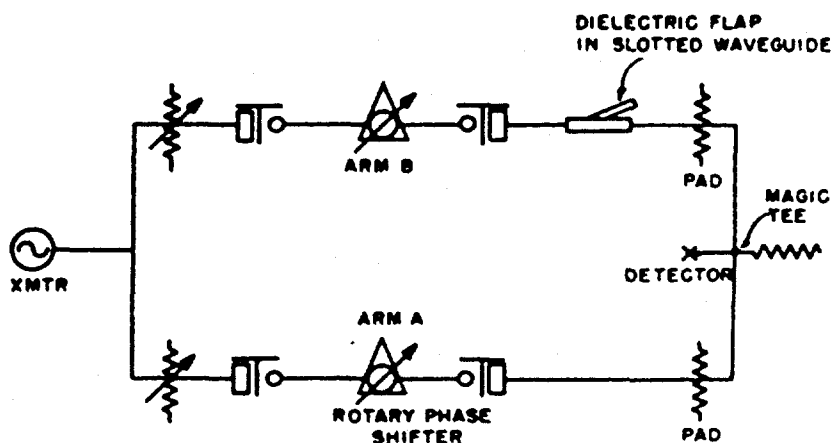 DIELECTRIC FLAP
IN SLOTTED WAVEGUIDE
ARM B
PAD
MAGIC
TEE
XMTR
DETECTOR
ARM A
ROTARY PHASE
SHIFTER
PAD